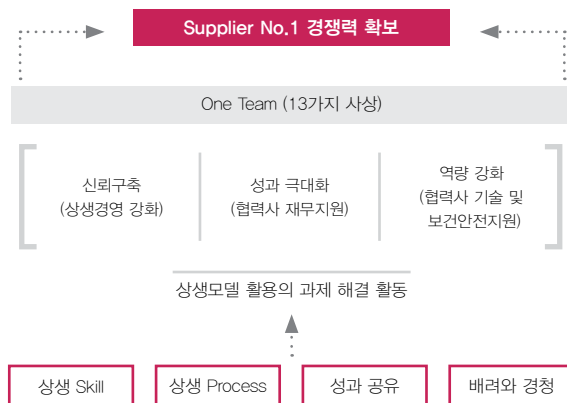 Supplier No.1 경쟁력 확보
One Team (13가지 사상)
신뢰구축
(상생경영 강화)
성과 극대화
(협력사 재무지원)
역량 강화
(협력사 기술 및
보건안전지원)
상생모델 활용의 과제 해결 활동
상생 Skill
상생 Process
성과 공유
배려와 경청